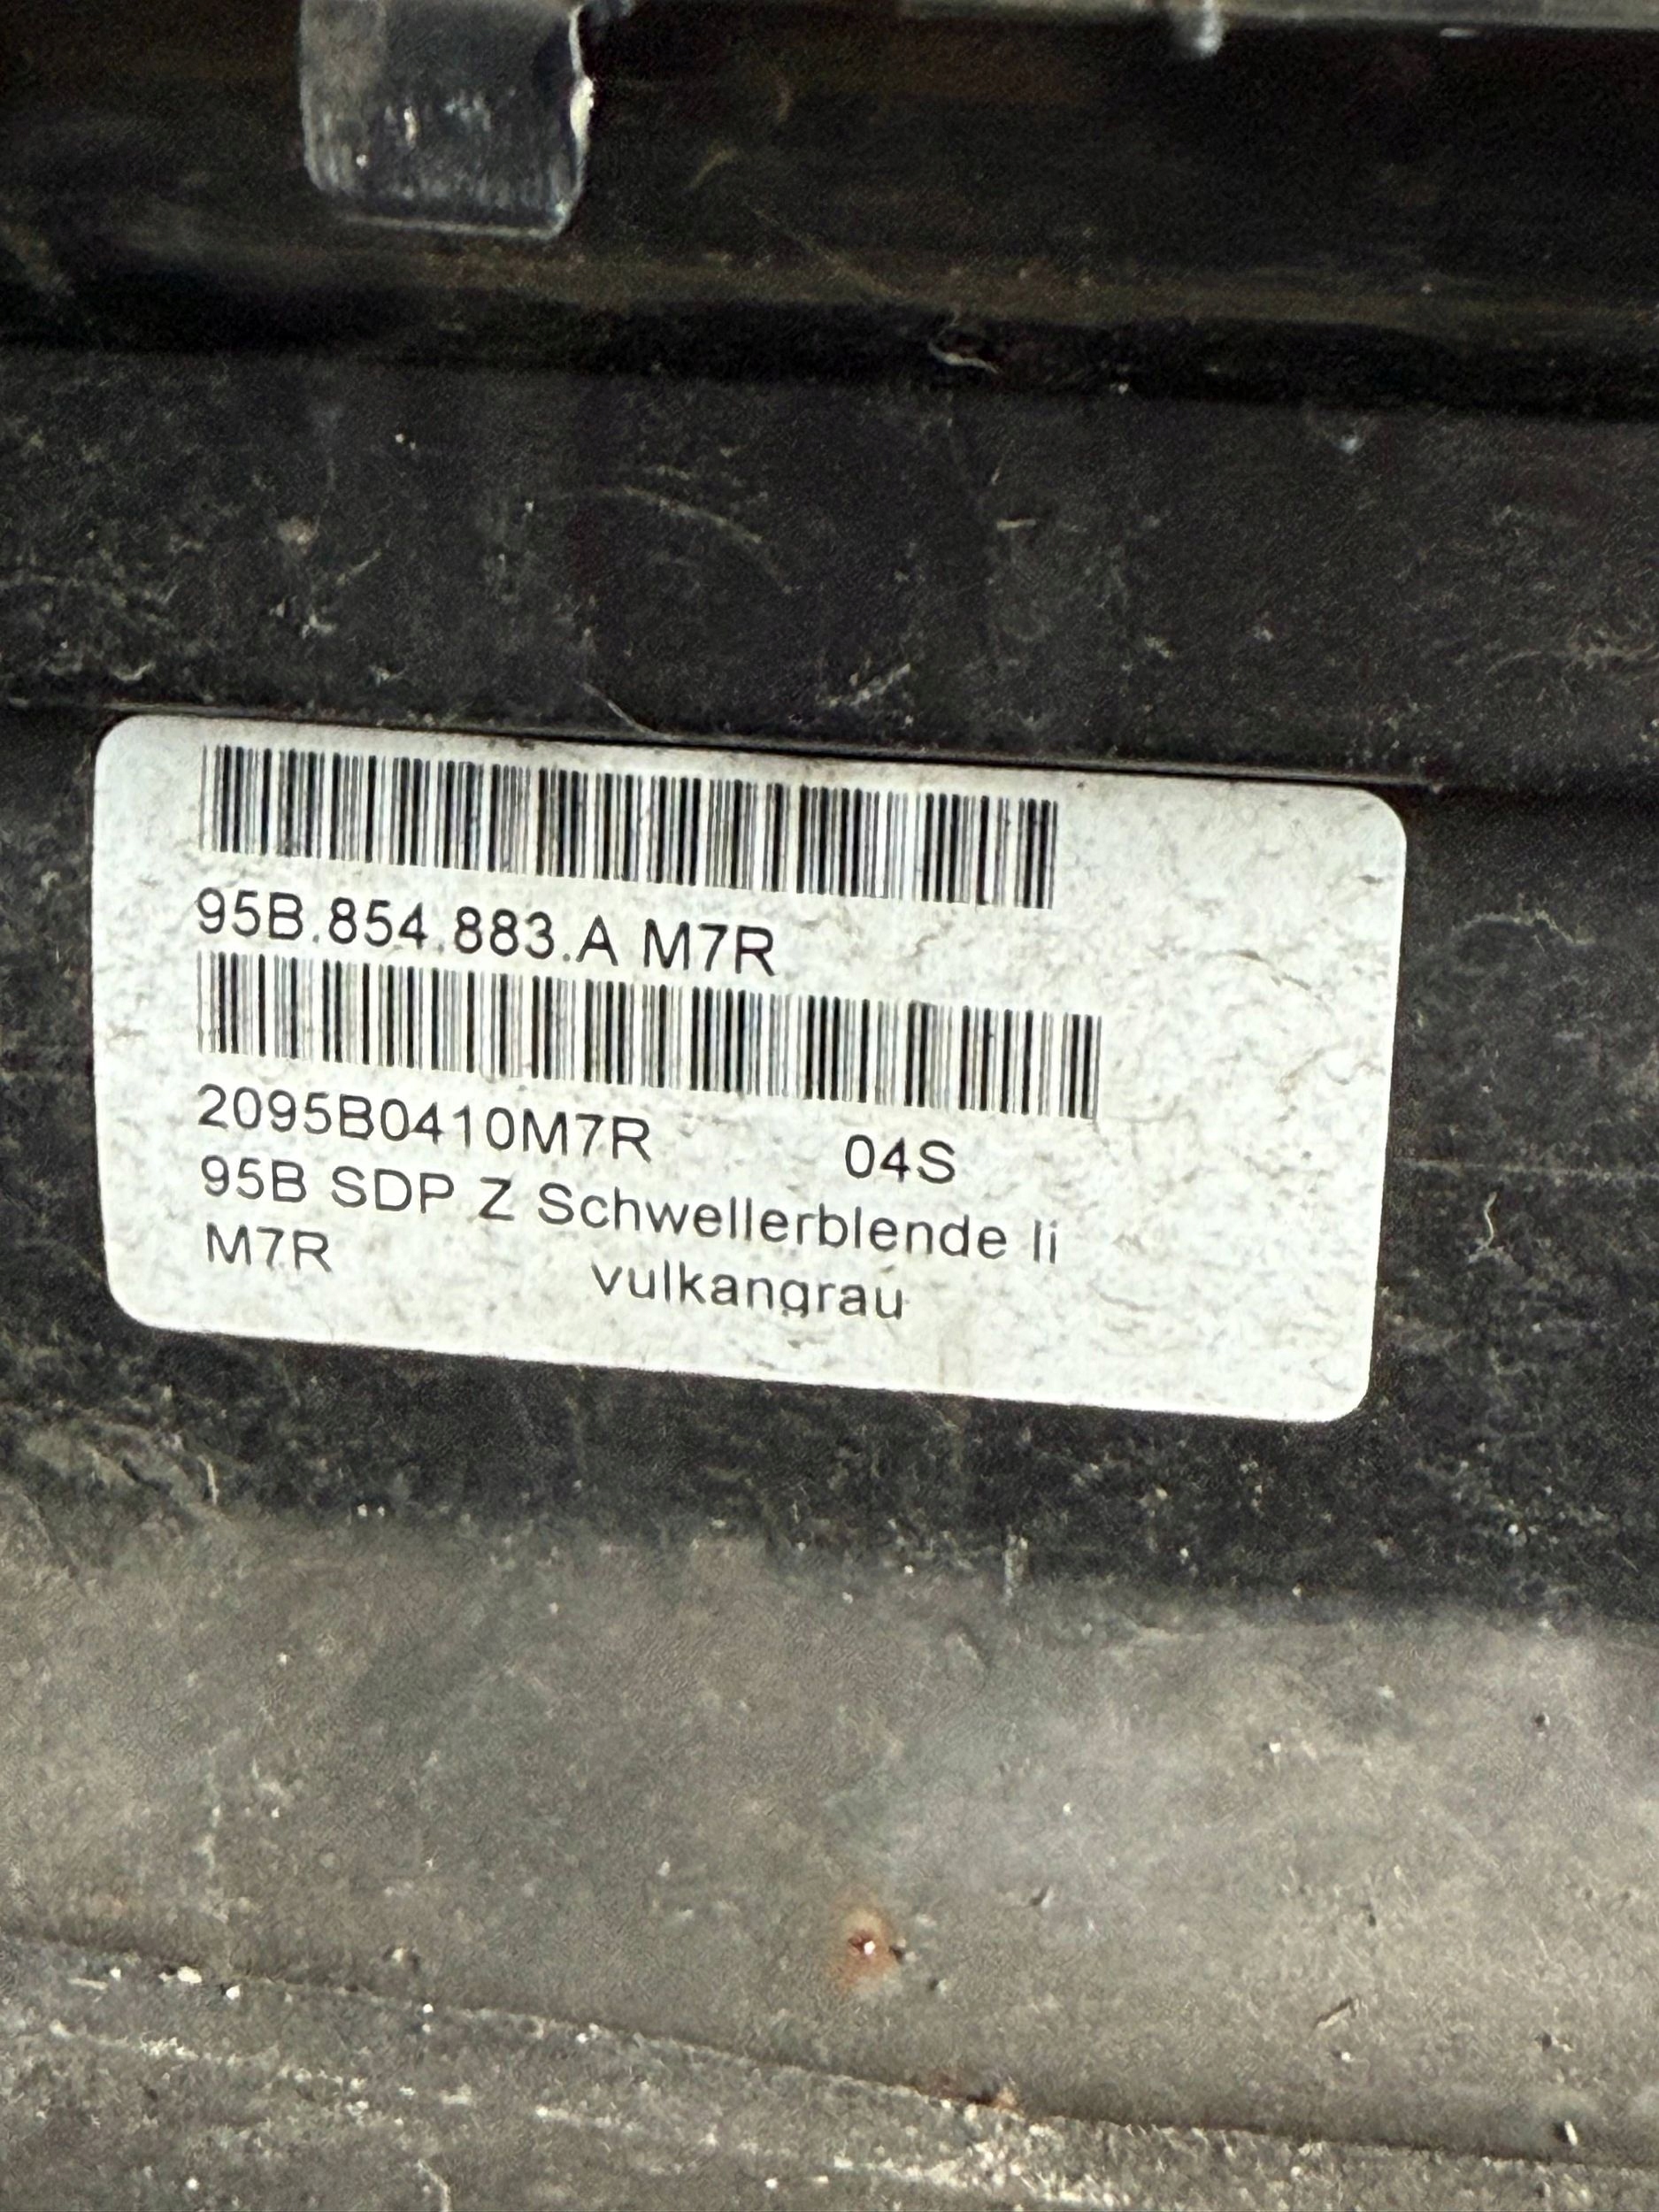 95B.854.883.A M7R
2095B0410M7R 04S
95B SDP Z Schwellerblende li
M7R vulkangrau